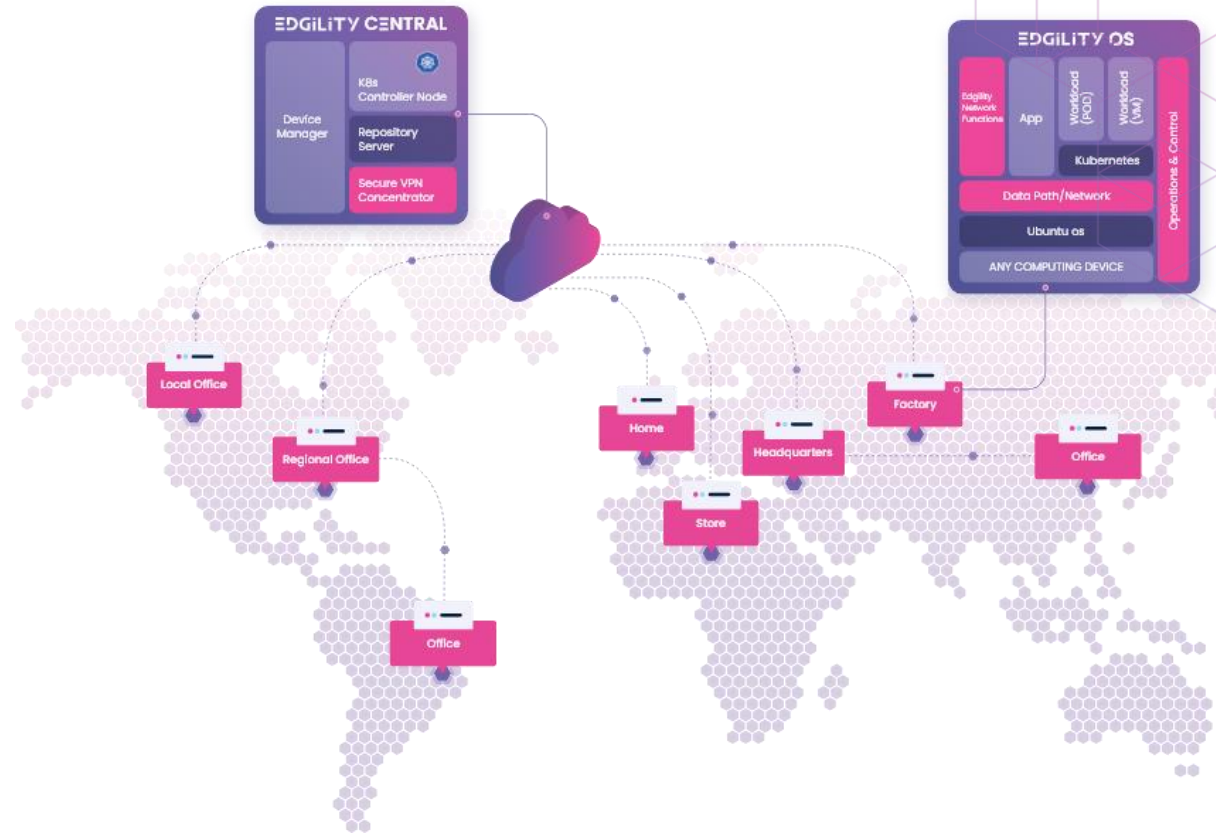 EDGILITY CENTRAL
Device
Manager
K8s
Controller Node
Repository
Server
Secure VPN
Concentrator
EDGILITY OS
Edgility
Network
Functions
App
Workload
(POD)
Workload
(VM)
Kubernetes
Operations & Control
Data Path/Network
Ubuntu os
ANY COMPUTING DEVICE
Local Office
Regional Office
Home
Headquarters
Factory
Office
Store
Office